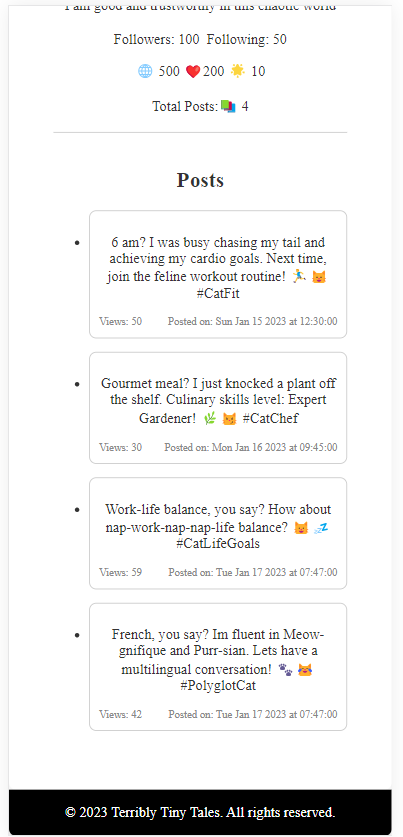 I am good and trustworthy in this chaotic world
Followers: 100 Following: 50
🌐 500 ❤️ 200 🌟 10
Total Posts: 4
Posts
6 am? I was busy chasing my tail and
achieving my cardio goals. Next time,
join the feline workout routine! 🏃‍♂️ 😺
#CatFit
Views: 50 Posted on: Sun Jan 15 2023 at 12:30:00
Gourmet meal? I just knocked a plant off
the shelf. Culinary skills level: Expert
Gardener! 🌿 😼 #CatChef
Views: 30 Posted on: Mon Jan 16 2023 at 09:45:00
Work-life balance, you say? How about
nap-work-nap-nap-life balance? 😺 💤
#CatLifeGoals
Views: 59 Posted on: Tue Jan 17 2023 at 07:47:00
French, you say? Im fluent in Meow-
gnifique and Purr-sian. Lets have a
multilingual conversation! 🐾 😹
#PolyglotCat
Views: 42 Posted on: Tue Jan 17 2023 at 07:47:00
© 2023 Terribly Tiny Tales. All rights reserved.